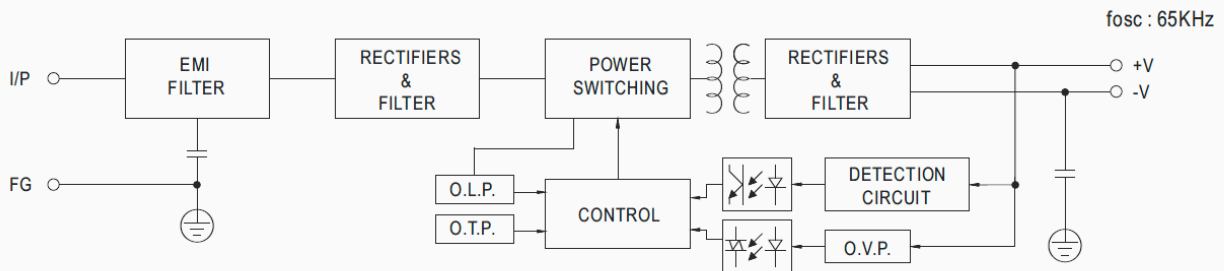 fosc : 65KHz
I/P
EMI
FILTER
RECTIFIERS
&
FILTER
POWER
SWITCHING
RECTIFIERS
&
FILTER
+V
-V
FG
O.L.P.
O.T.P.
CONTROL
DETECTION
CIRCUIT
O.V.P.